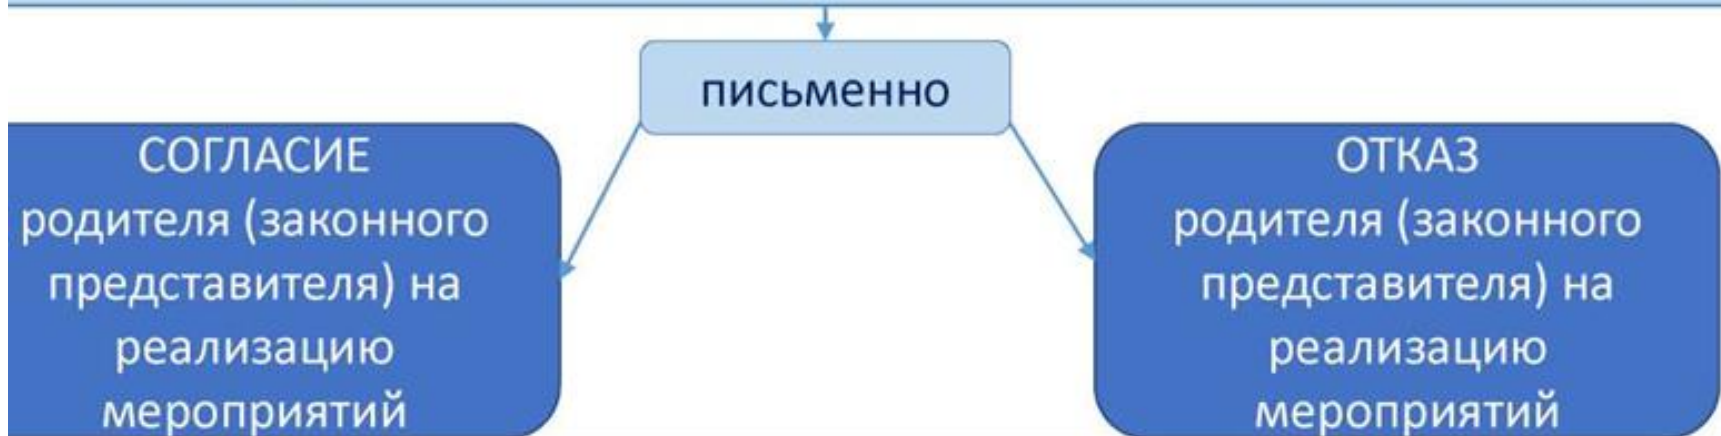 письменно
СОГЛАСИЕ
родителя (законного
представителя) на
реализацию
мероприятий
ОТКАЗ
родителя (законного
представителя) на
реализацию
мероприятий